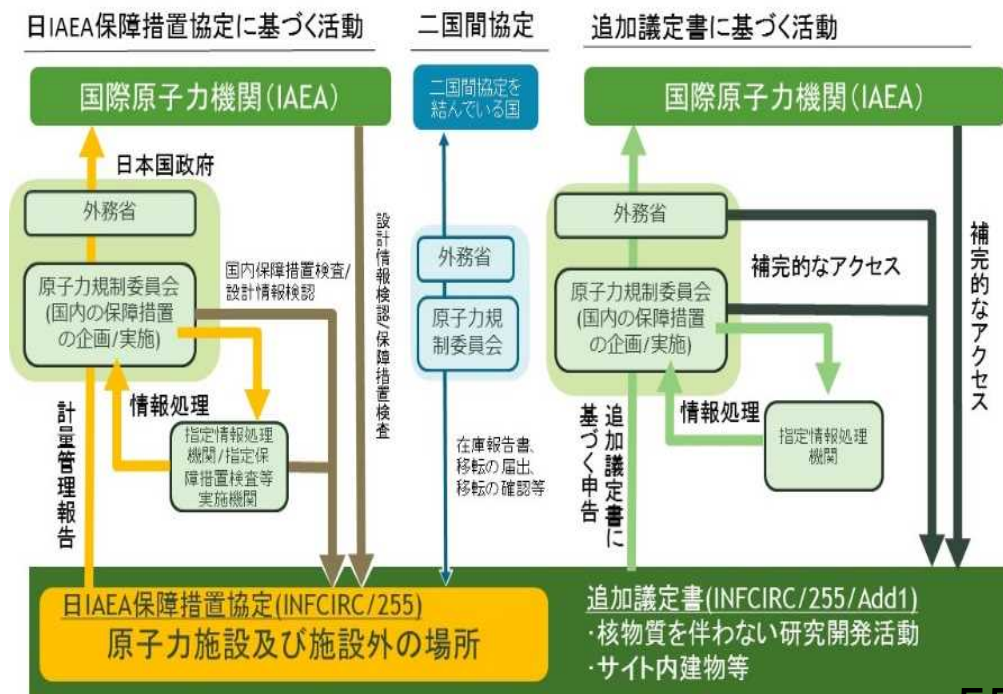 日IAEA保障措置協定に基づく活動
国際原子力機関(IAEA)
日本国政府
外務省
原子力規制委員会
(国内の保障措置
の企画/実施)
国内保障措置検査/
設計情報検認
設計情報検認/保障措置検査
情報処理
計量管理報告
指定情報処理
機関/指定保
障措置検査等
実施機関
二国間協定
二国間協定を
結んでいる国
外務省
原子力規
制委員会
在庫報告書、
移転の届出、
移転の確認等
追加議定書に基づく活動
国際原子力機関(IAEA)
外務省
原子力規制委員会
(国内の保障措置
の企画/実施)
補完的なアクセス
補完的なアクセス
情報処理
追加議定書に
基づく申告
指定情報処理
機関
日IAEA保障措置協定(INFCIRC/255)
原子力施設及び施設外の場所
追加議定書(INFCIRC/255/Add1)
・核物質を伴わない研究開発活動
・サイト内建物等